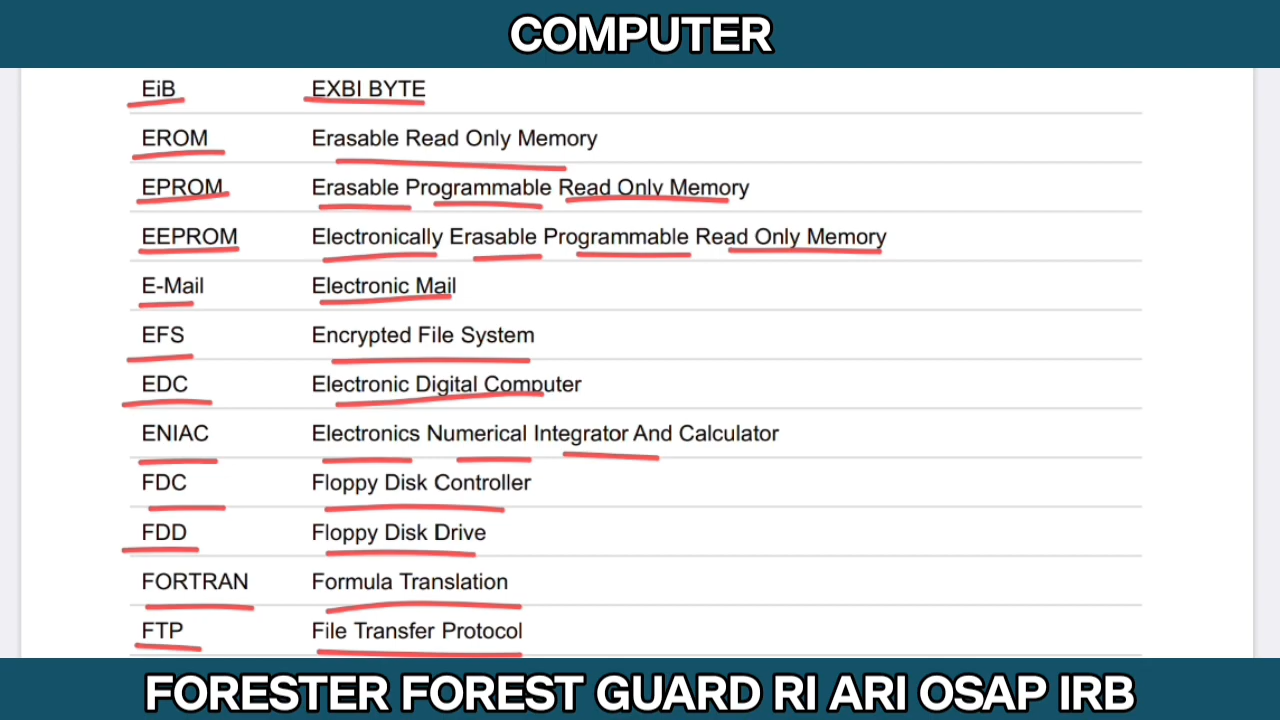 COMPUTER
EiB EXBI BYTE
EROM Erasable Read Only Memory
EPROM Erasable Programmable Read Only Memory
EEPROM Electronically Erasable Programmable Read Only Memory
E-Mail Electronic Mail
EFS Encrypted File System
EDC Electronic Digital Computer
ENIAC Electronics Numerical Integrator And Calculator
FDC Floppy Disk Controller
FDD Floppy Disk Drive
FORTRAN Formula Translation
FTP File Transfer Protocol
FORESTER FOREST GUARD RI ARI OSAP IRB